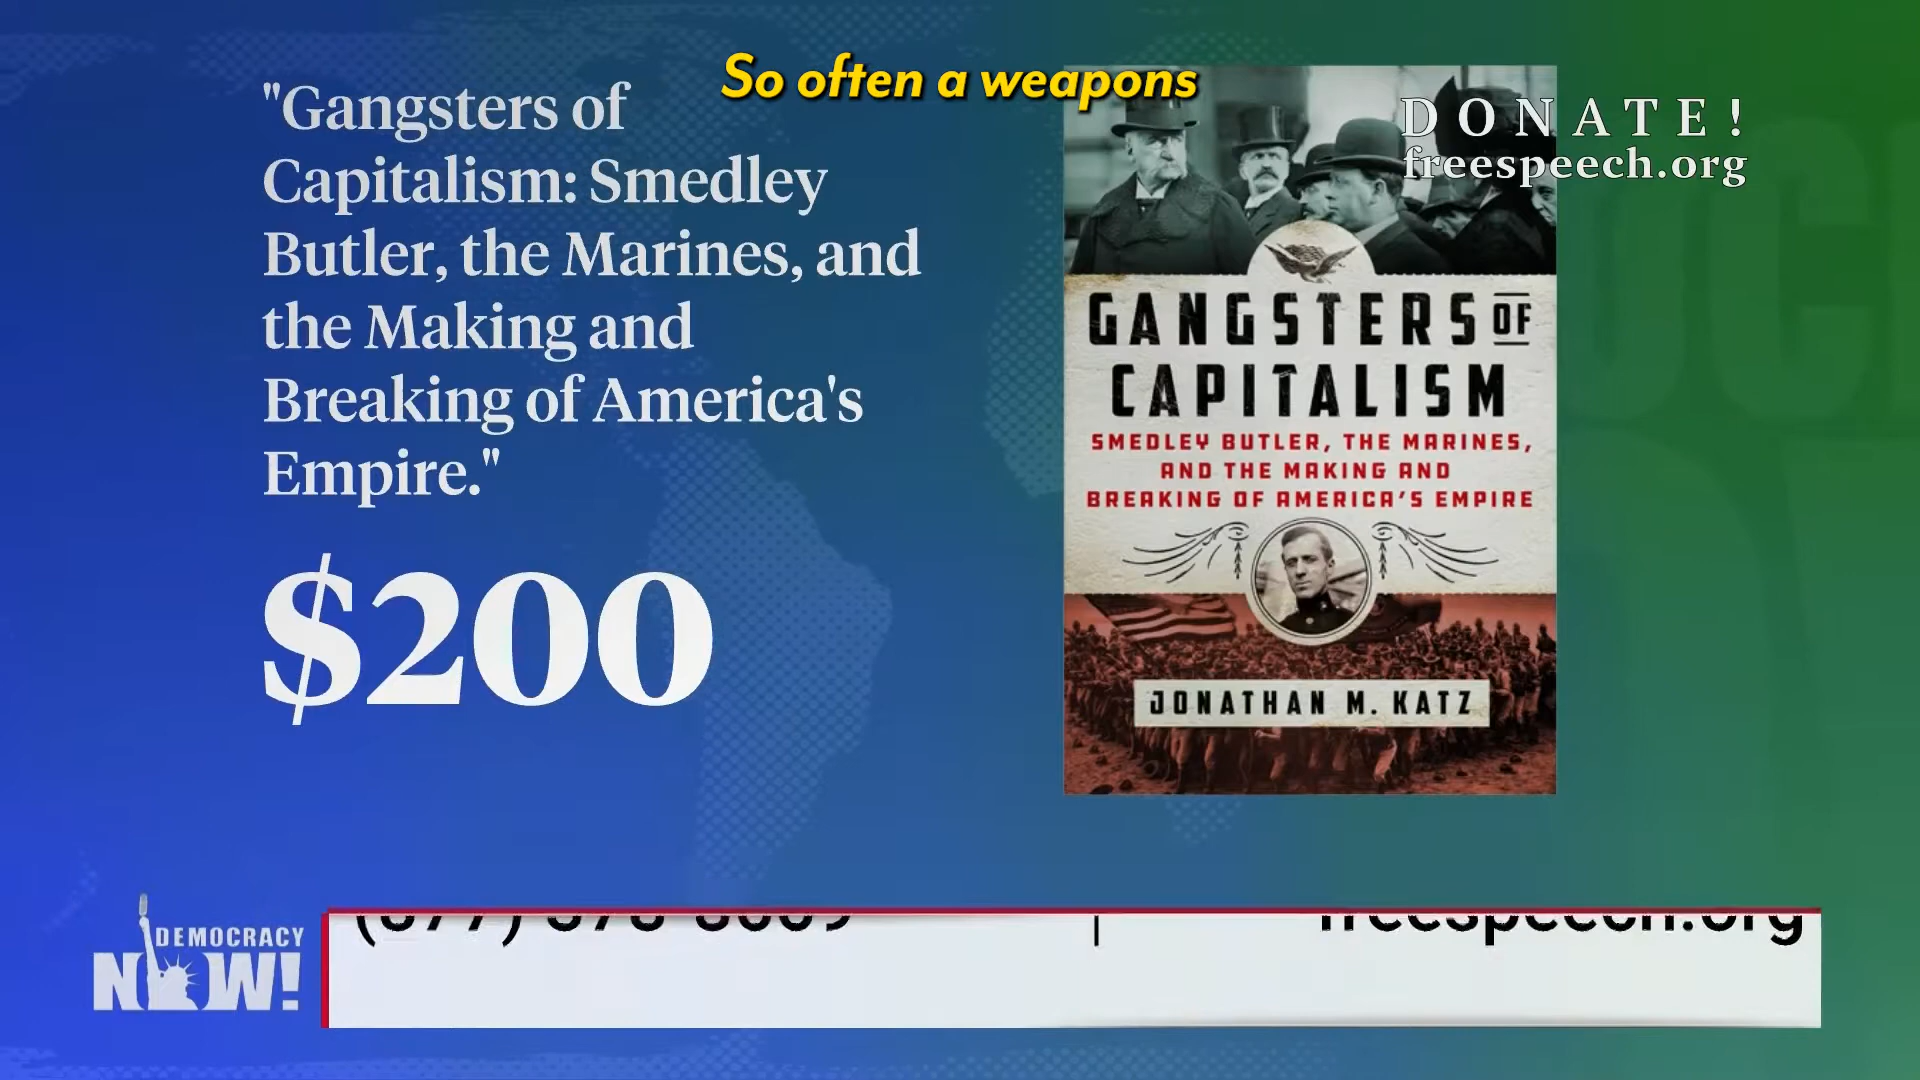 So often a weapons
"Gangsters of
Capitalism: Smedley
Butler, the Marines, and
the Making and
Breaking of America's
Empire."
$200
DONATE!
freespeech.org
GANGSTERS OF
CAPITALISM
SMEDLEY BUTLER, THE MARINES,
AND THE MAKING AND
BREAKING OF AMERICA'S EMPIRE
JONATHAN M. KATZ
DEMOCRACY
NOW!
| freespeech.org